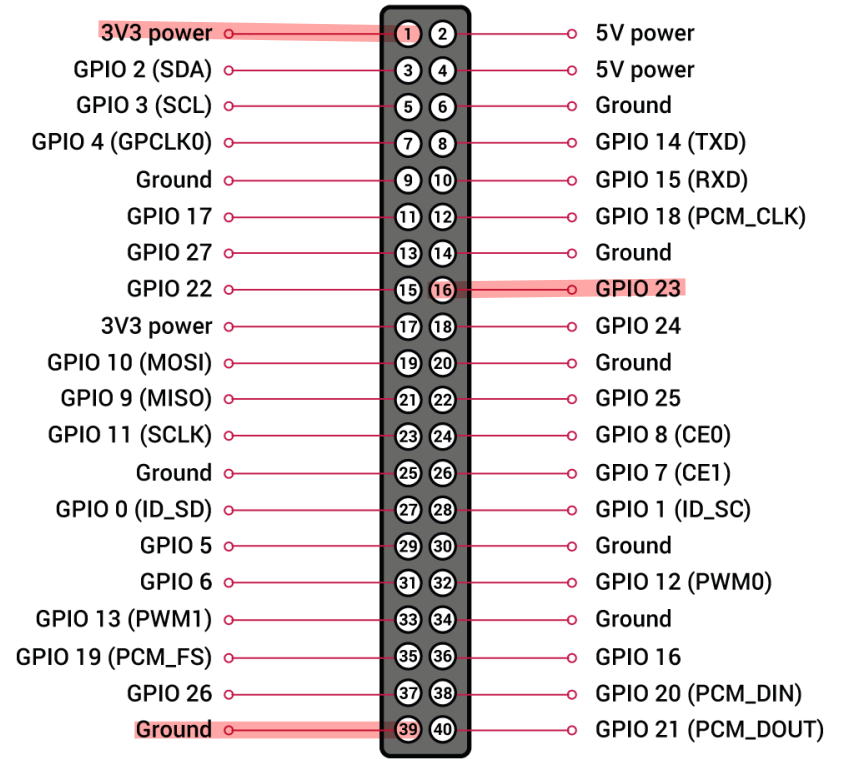 3V3 power 1 2 5V power
GPIO 2 (SDA) 3 4 5V power
GPIO 3 (SCL) 5 6 Ground
GPIO 4 (GPCLK0) 7 8 GPIO 14 (TXD)
Ground 9 10 GPIO 15 (RXD)
GPIO 17 11 12 GPIO 18 (PCM_CLK)
GPIO 27 13 14 Ground
GPIO 22 15 16 GPIO 23
3V3 power 17 18 GPIO 24
GPIO 10 (MOSI) 19 20 Ground
GPIO 9 (MISO) 21 22 GPIO 25
GPIO 11 (SCLK) 23 24 GPIO 8 (CE0)
Ground 25 26 GPIO 7 (CE1)
GPIO 0 (ID_SD) 27 28 GPIO 1 (ID_SC)
GPIO 5 29 30 Ground
GPIO 6 31 32 GPIO 12 (PWM0)
GPIO 13 (PWM1) 33 34 Ground
GPIO 19 (PCM_FS) 35 36 GPIO 16
GPIO 26 37 38 GPIO 20 (PCM_DIN)
Ground 39 40 GPIO 21 (PCM_DOUT)